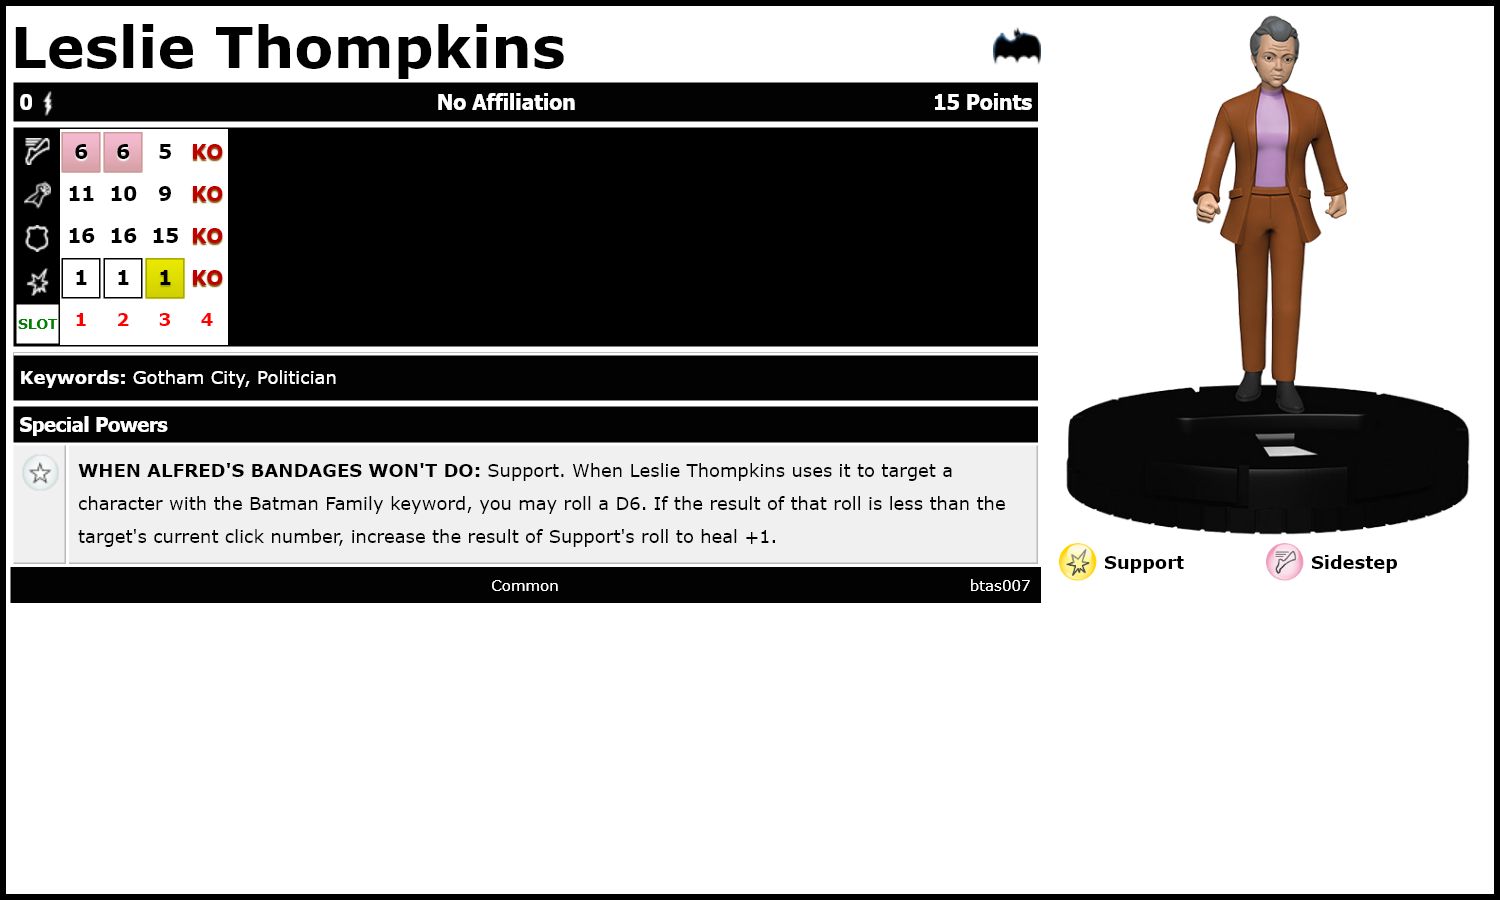 Leslie Thompkins
0 No Affiliation 15 Points
6 6 5 KO
11 10 9 KO
16 16 15 KO
1 1 1 KO
SLOT 1 2 3 4
Keywords: Gotham City, Politician
Special Powers
WHEN ALFRED'S BANDAGES WON'T DO: Support. When Leslie Thompkins uses it to target a
character with the Batman Family keyword, you may roll a D6. If the result of that roll is less than the
target's current click number, increase the result of Support's roll to heal +1.
Common btas007
Support Sidestep